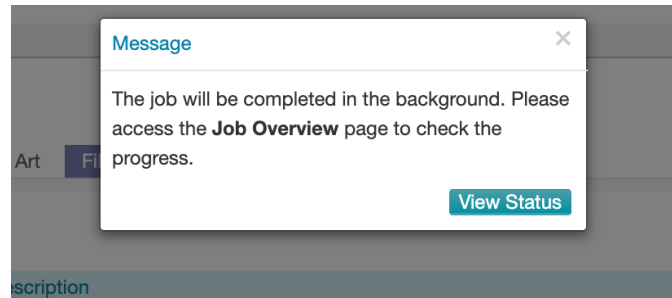 Message
×
The job will be completed in the background. Please
access the Job Overview page to check the
progress.
Art
View Status